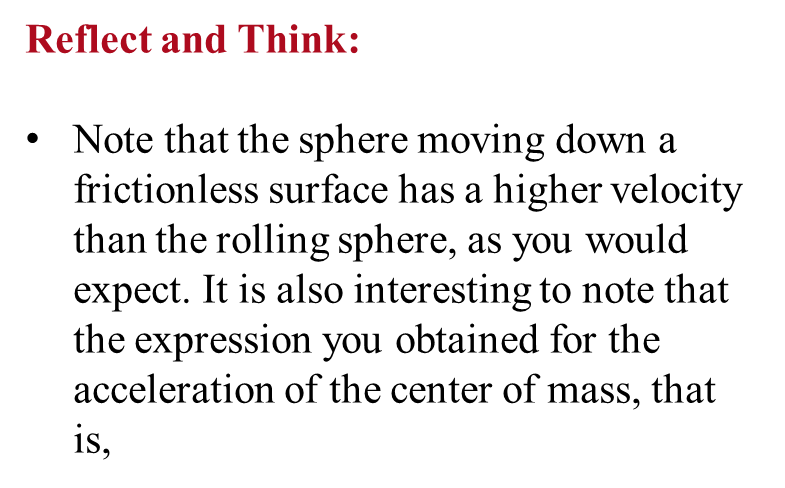 Reflect and Think:
• Note that the sphere moving down a
frictionless surface has a higher velocity
than the rolling sphere, as you would
expect. It is also interesting to note that
the expression you obtained for the
acceleration of the center of mass, that
is,